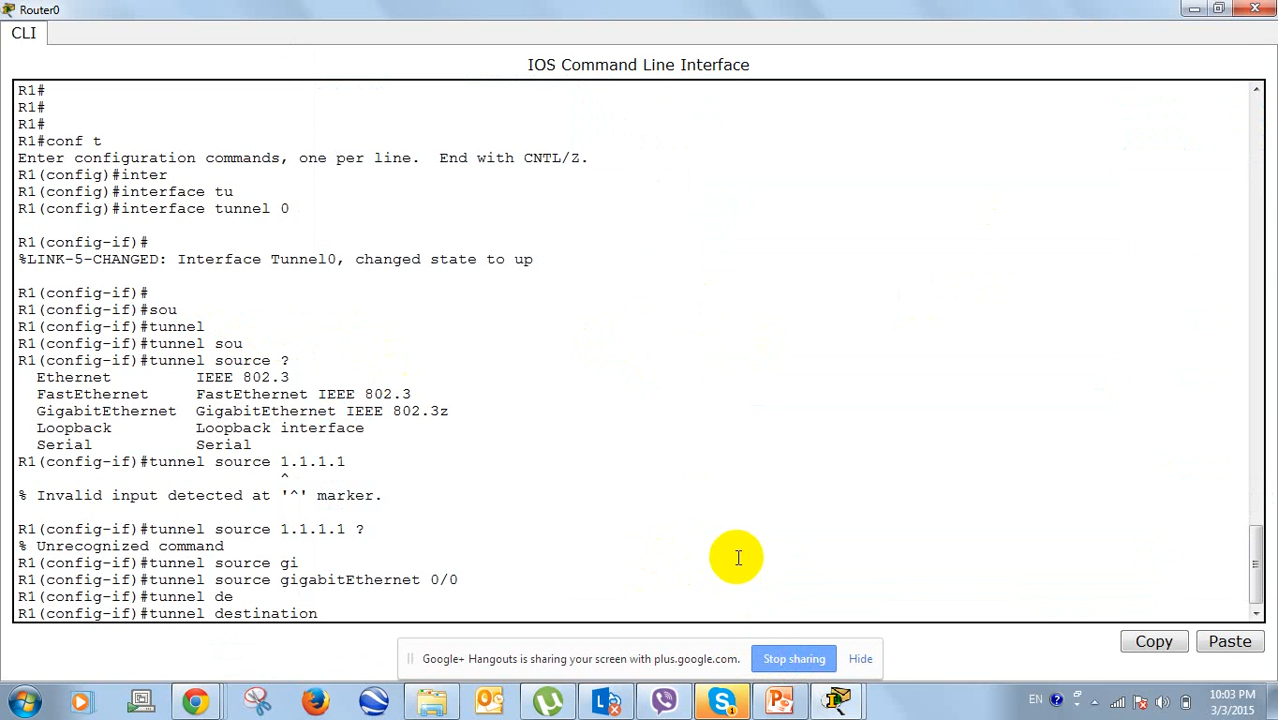 Router0
CLI
IOS Command Line Interface
R1#
R1#
R1#
R1#conf t
Enter configuration commands, one per line.  End with CNTL/Z.
R1(config)#inter
R1(config)#interface tu
R1(config)#interface tunnel 0
R1(config-if)#
%LINK-5-CHANGED: Interface Tunnel0, changed state to up
R1(config-if)#
R1(config-if)#sou
R1(config-if)#tunnel
R1(config-if)#tunnel sou
R1(config-if)#tunnel source ?
  Ethernet         IEEE 802.3
  FastEthernet     FastEthernet IEEE 802.3
  GigabitEthernet  GigabitEthernet IEEE 802.3z
  Loopback         Loopback interface
  Serial           Serial
R1(config-if)#tunnel source 1.1.1.1
^
% Invalid input detected at '^' marker.
R1(config-if)#tunnel source 1.1.1.1 ?
% Unrecognized command
R1(config-if)#tunnel source gi
R1(config-if)#tunnel source gigabitEthernet 0/0
R1(config-if)#tunnel de
R1(config-if)#tunnel destination
Copy Paste
Google+ Hangouts is sharing your screen with plus.google.com. Stop sharing Hide
EN 10:03 PM
3/3/2015